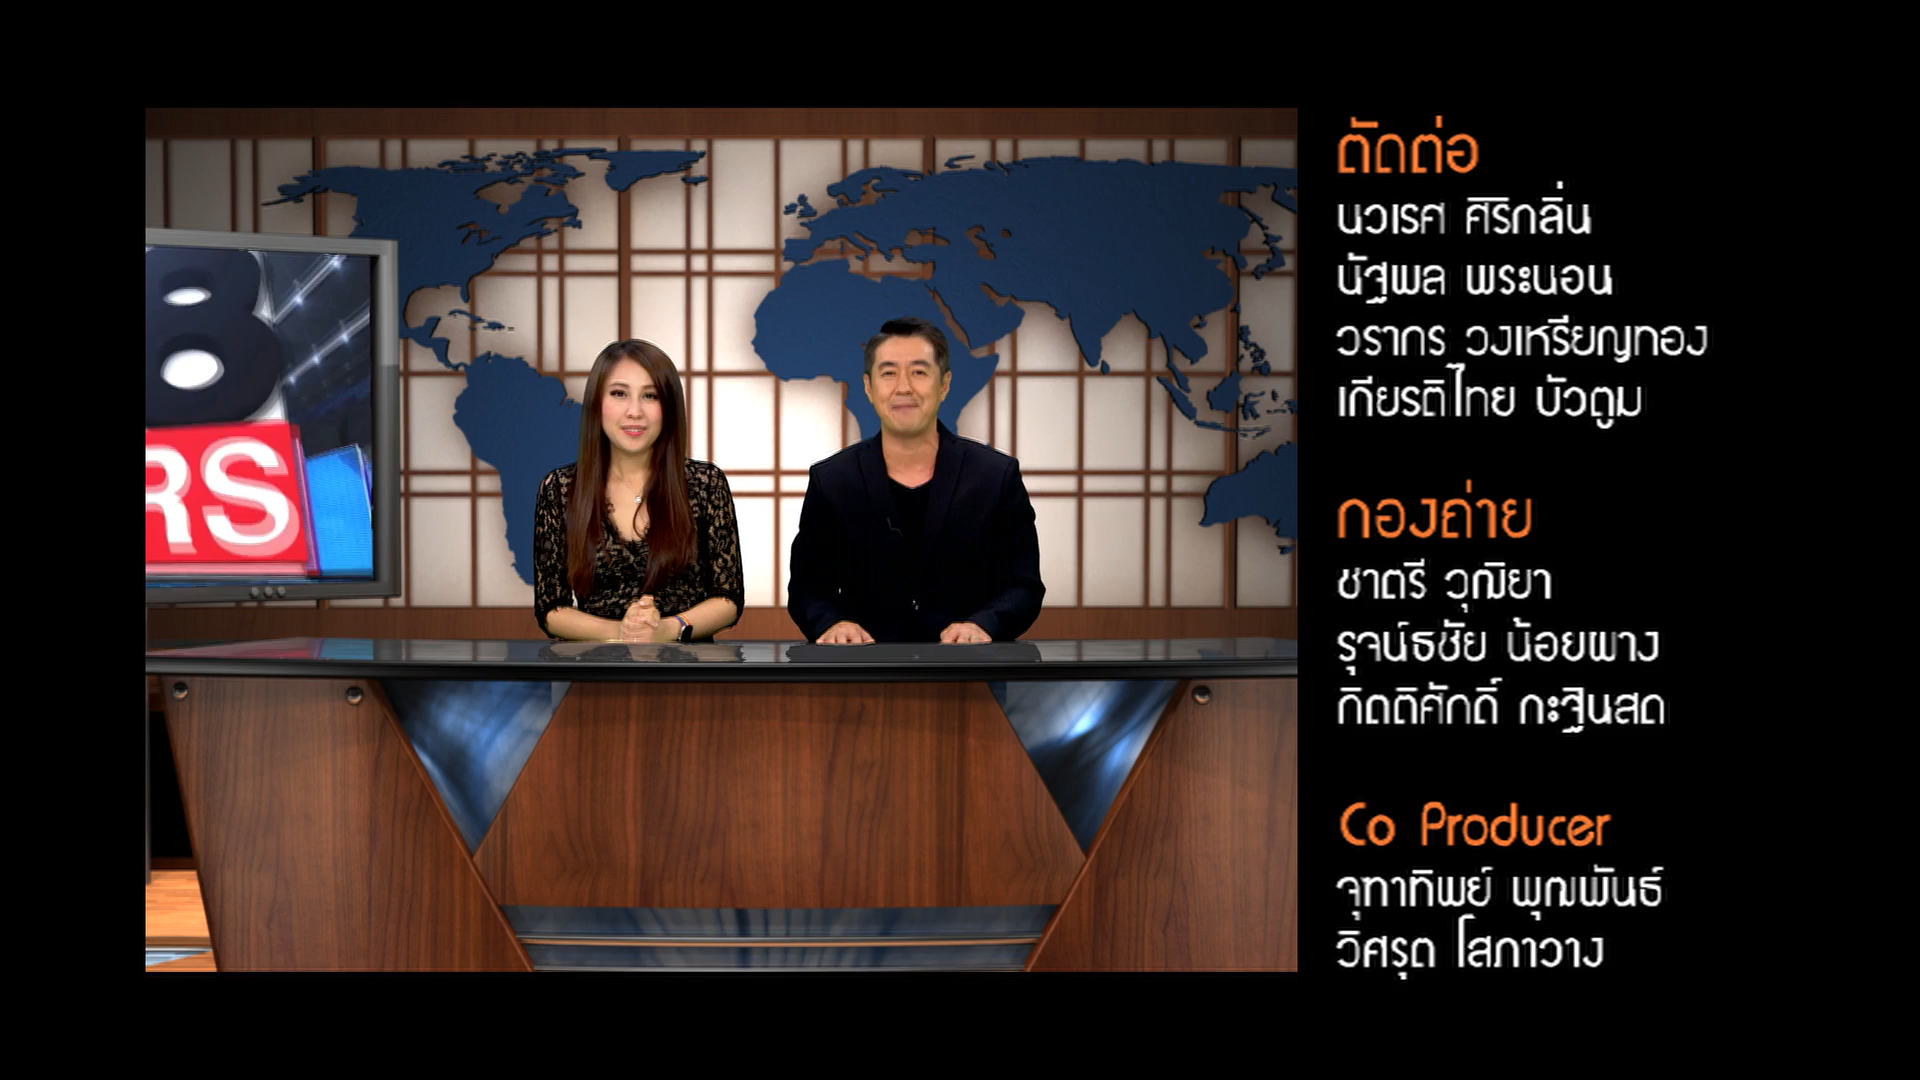 8
RS
ตัดต่อ
นวเรศ ศิริกลิ่น
นัฐพล พระนอน
วรากร วงเหรียญทอง
เกียรติไทย บัวตูม
กองถ่าย
ชาตรี วุฒิยา
รุจน์ธชัย น้อยผาง
กิตติศักดิ์ กะฐินสด
Co Producer
จุฑาทิพย์ พุฒพันธ์
วิศรุต โสภาวาง